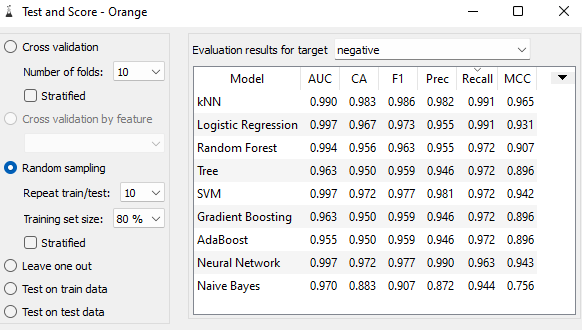 Test and Score - Orange
Cross validation
Number of folds: 10
Stratified
Cross validation by feature
Random sampling
Repeat train/test: 10
Training set size: 80 %
Stratified
Leave one out
Test on train data
Test on test data
Evaluation results for target negative
Model AUC CA F1 Prec Recall MCC
kNN 0.990 0.983 0.986 0.982 0.991 0.965
Logistic Regression 0.997 0.967 0.973 0.955 0.991 0.931
Random Forest 0.994 0.956 0.963 0.955 0.972 0.907
Tree 0.963 0.950 0.959 0.946 0.972 0.896
SVM 0.997 0.972 0.977 0.981 0.972 0.942
Gradient Boosting 0.963 0.950 0.959 0.946 0.972 0.896
AdaBoost 0.955 0.950 0.959 0.946 0.972 0.896
Neural Network 0.997 0.972 0.977 0.990 0.963 0.943
Naive Bayes 0.970 0.883 0.907 0.872 0.944 0.756